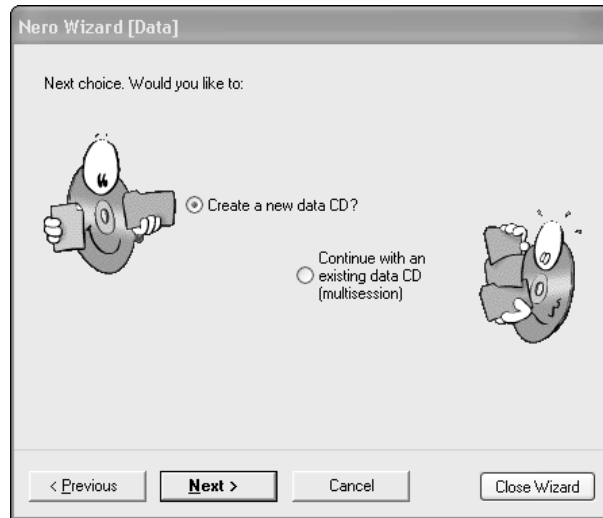 Nero Wizard [Data]
Next choice. Would you like to:
Create a new data CD?
Continue with an
existing data CD
(multisession)
< Previous
Next >
Cancel
Close Wizard